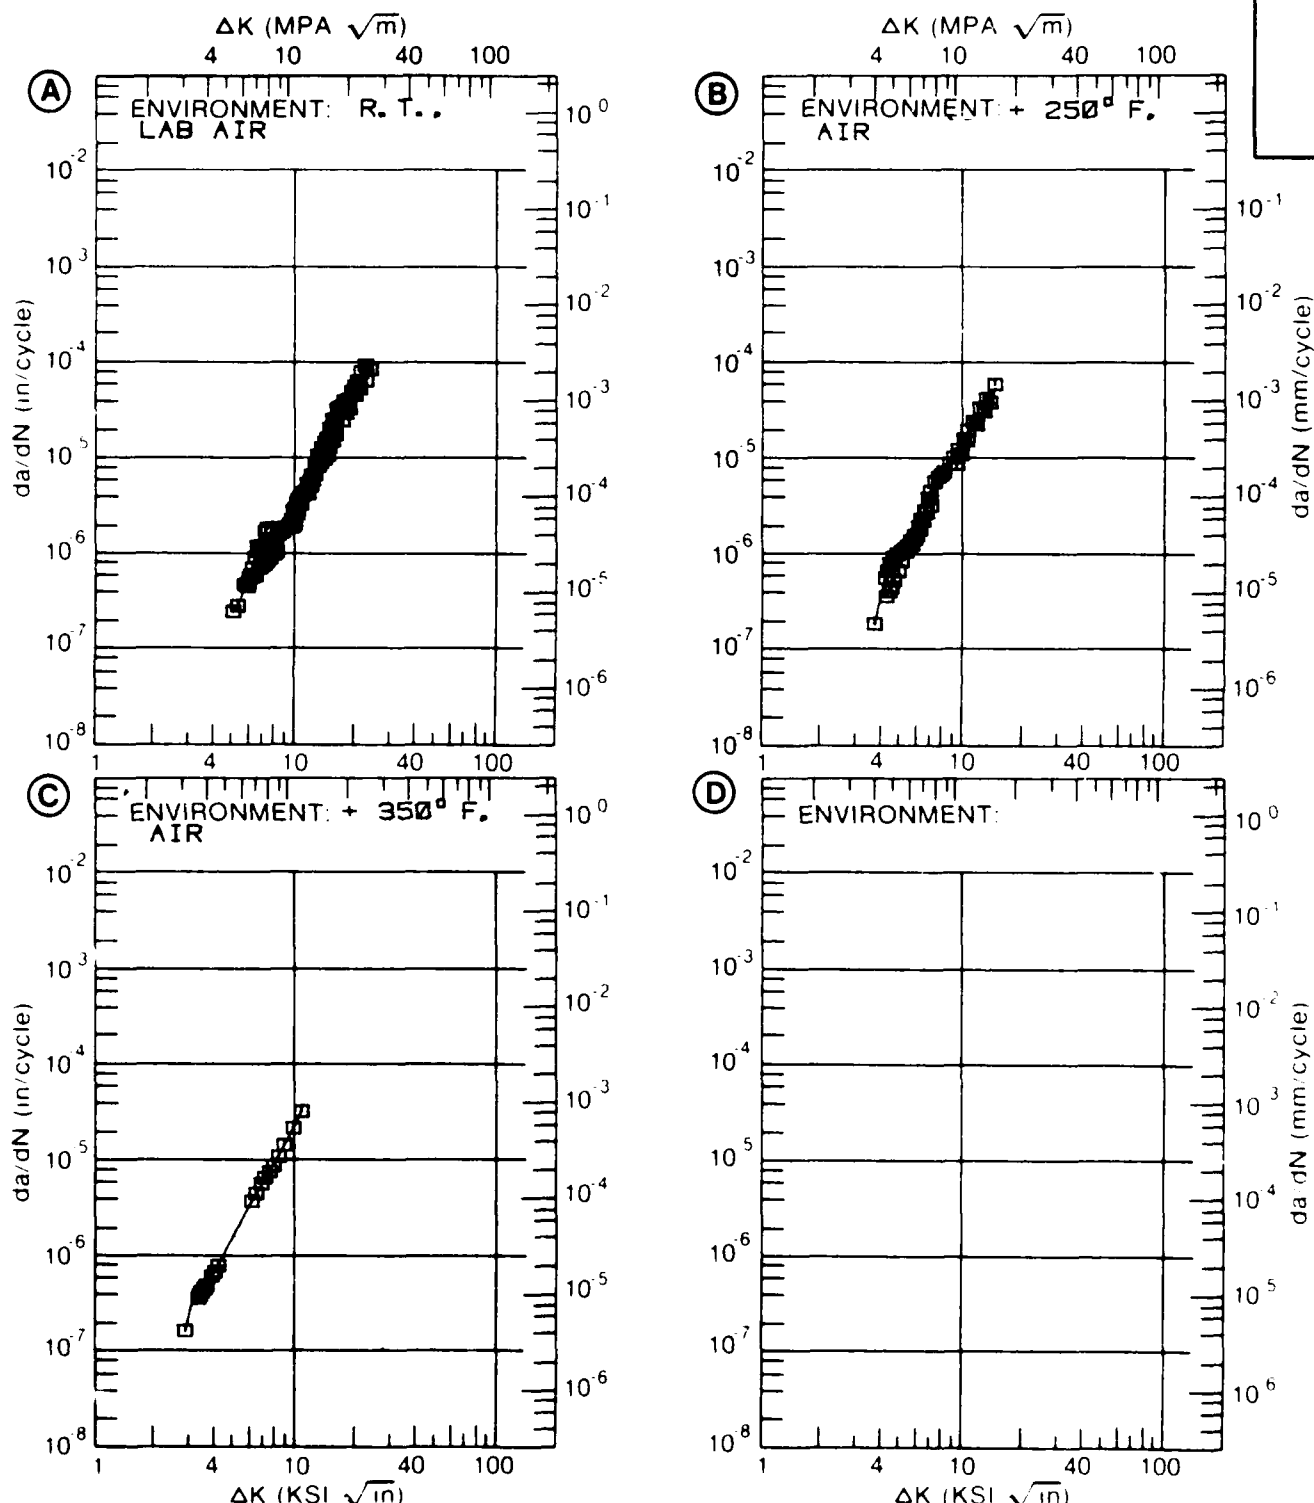 ΔK (MPA √m)
4 10 40 100
ΔK (MPA √m)
4 10 40 100
A
ENVIRONMENT: R.T.,
LAB AIR
10^0
10^-2
10^-1
10^3
10^-2
10^-4
10^-3
10^-5
10^-4
10^-6
10^-5
10^-7
10^-6
10^-8
da/dN (in/cycle)
1 4 10 40 100
B
ENVIRONMENT: + 250° F.
AIR
10^-2
10^-1
10^-3
10^-2
10^-4
10^-3
10^-5
10^-4
10^-6
10^-5
10^-7
10^-6
10^-8
da/dN (mm/cycle)
1 4 10 40 100
C
ENVIRONMENT: + 350° F.
AIR
10^0
10^-2
10^-1
10^3
10^-2
10^-4
10^-3
10^-5
10^-4
10^-6
10^-5
10^-7
10^-6
10^-8
da/dN (in/cycle)
1 4 10 40 100
ΔK (KSI √in)
D
ENVIRONMENT:
10^0
10^-2
10^-1
10^-3
10^-2
10^-4
10^3
10^-5
10^-4
10^-6
10^5
10^-7
10^6
10^-8
da/dN (mm/cycle)
1 4 10 40 100
ΔK (KSI √in)